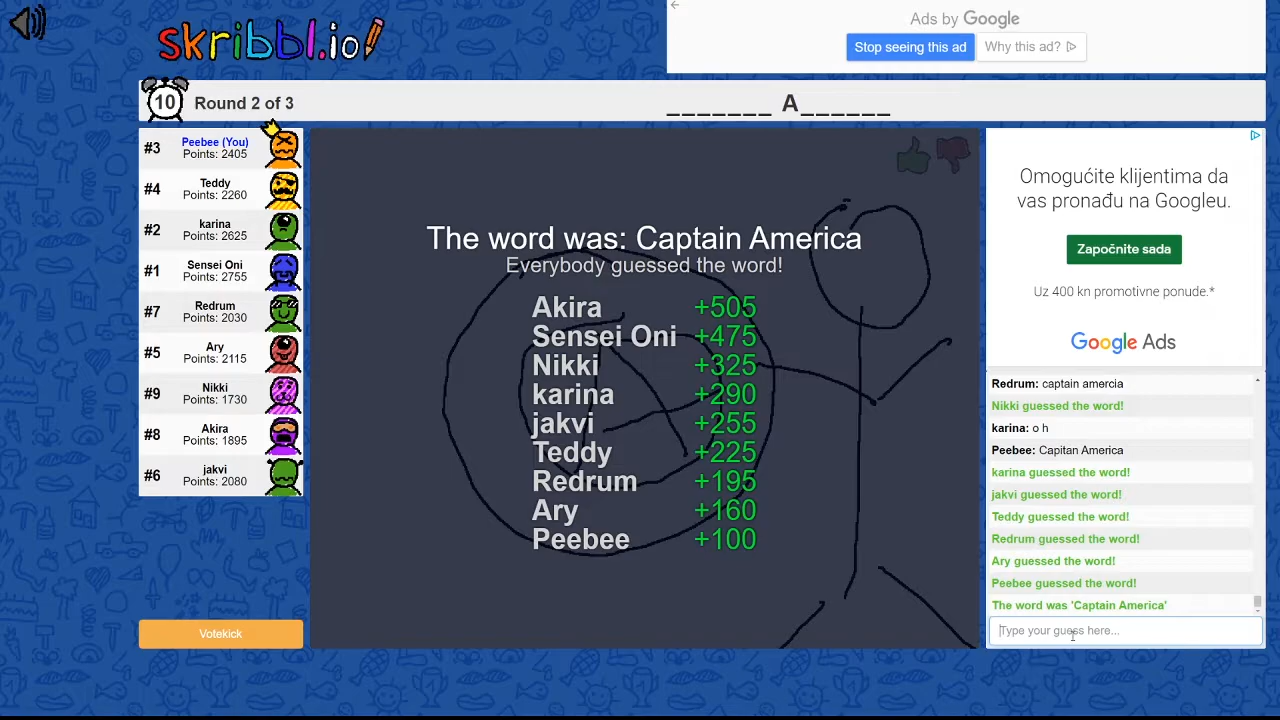 skribbl.io
Ads by Google
Stop seeing this ad
Why this ad?
10
Round 2 of 3
_______ A______
#3
Peebee (You)
Points: 2405
#4
Teddy
Points: 2260
#2
karina
Points: 2625
#1
Sensei Oni
Points: 2755
#7
Redrum
Points: 2030
#5
Ary
Points: 2115
#9
Nikki
Points: 1730
#8
Akira
Points: 1895
#6
jakvi
Points: 2080
Votekick
The word was: Captain America
Everybody guessed the word!
Akira +505
Sensei Oni +475
Nikki +325
karina +290
jakvi +255
Teddy +225
Redrum +195
Ary +160
Peebee +100
Omogućite klijentima da
vas pronađu na Googleu.
Započnite sada
Uz 400 kn promotivne ponude.*
Google Ads
Redrum: captain amercia
Nikki guessed the word!
karina: o h
Peebee: Capitan America
karina guessed the word!
jakvi guessed the word!
Teddy guessed the word!
Redrum guessed the word!
Ary guessed the word!
Peebee guessed the word!
The word was 'Captain America'
Type your guess here...